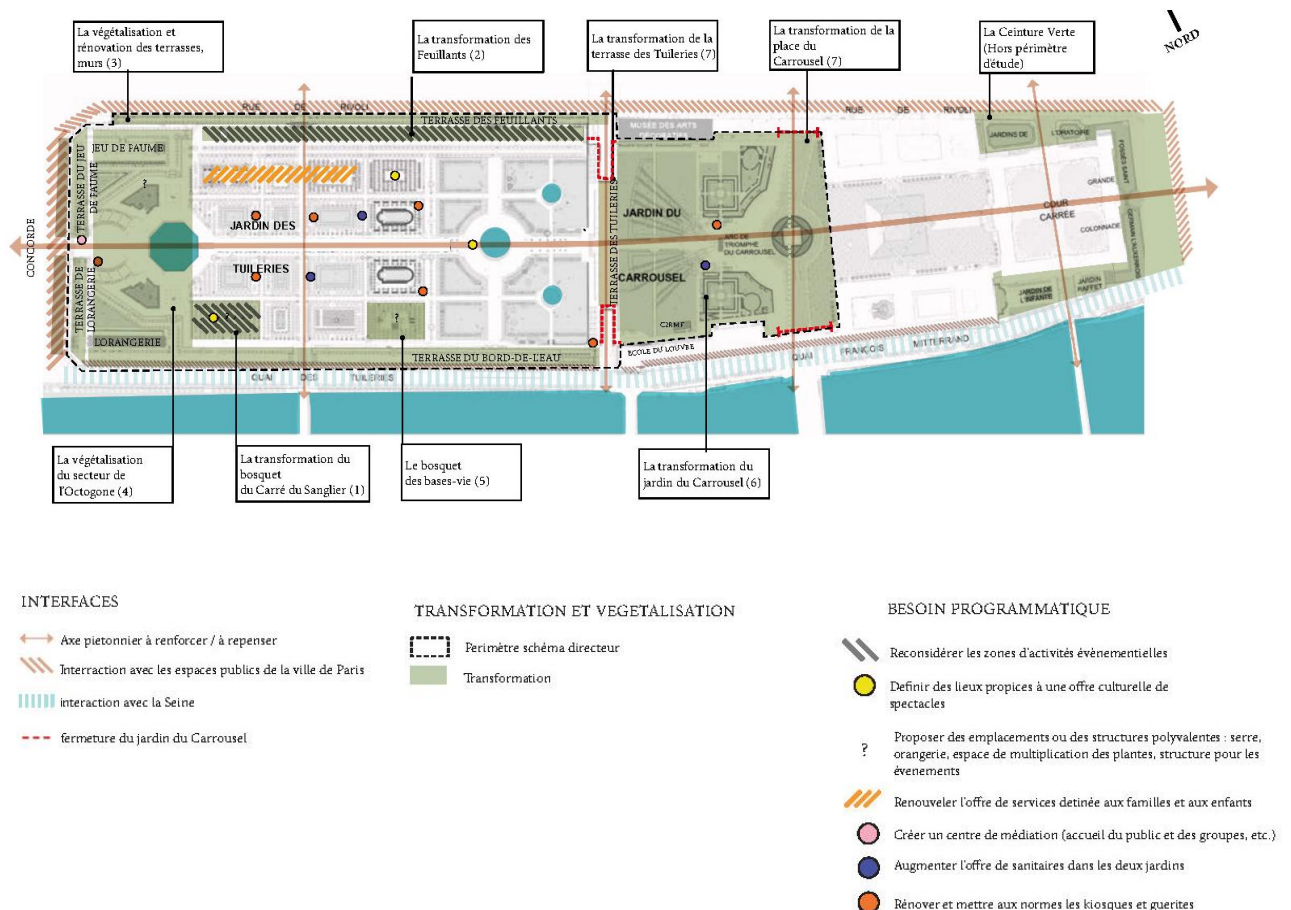 La végétalisation et
rénovation des terrasses,
murs (3)
La transformation des
Feuillants (2)
La transformation de la
terrasse des Tuileries (7)
La transformation de la
place du
Carrousel (7)
La Ceinture Verte
(Hors périmètre
d'étude)
NORD
RUE DE RIVOLI
RUE DE RIVOLI
TERRASSE DES FEUILLANTS
MUSÉE DES ARTS
JARDINS DE L'ORATOIRE
JEU DE PAUME
TERRASSE DU JEU
DE PAUME
?
FOSSÉS SAINT
GERMAIN L'AUXERROIS
GRANDE
COLONNADE
COUR
CARRÉE
CONCORDE
JARDIN DES
TUILERIES
TERRASSE DES TUILERIES
JARDIN DU
CARROUSEL
ARC DE
TRIOMPHE
DU CARROUSEL
TERRASSE DE
L'ORANGERIE
JARDIN DE
L'INFANTE
JARDIN
RAFFET
?
?
C2RMF
L'ORANGERIE
TERRASSE DU BORD-DE-L'EAU
ECOLE DU LOUVRE
QUAI DES TUILERIES
QUAI FRANÇOIS MITTERRAND
La végétalisation
du secteur de
l'Octogone (4)
La transformation du
bosquet
du Carré du Sanglier (1)
Le bosquet
des bases-vie (5)
La transformation du
jardin du Carrousel (6)
INTERFACES
Axe pietonnier à renforcer / à repenser
Interraction avec les espaces publics de la ville de Paris
interaction avec la Seine
fermeture du jardin du Carrousel
TRANSFORMATION ET VEGETALISATION
Perimètre schéma directeur
Transformation
BESOIN PROGRAMMATIQUE
Reconsidérer les zones d'activités évènementielles
Definir des lieux propices à une offre culturelle de
spectacles
?
Proposer des emplacements ou des structures polyvalentes : serre,
orangerie, espace de multiplication des plantes, structure pour les
évenements
Renouveler l'offre de services detinée aux familles et aux enfants
Créer un centre de médiation (accueil du public et des groupes, etc.)
Augmenter l'offre de sanitaires dans les deux jardins
Rénover et mettre aux normes les kiosques et guerites